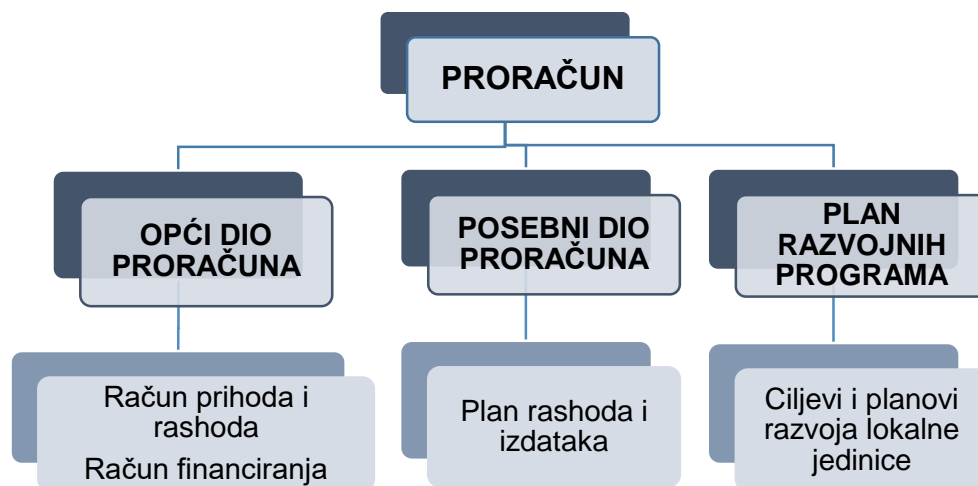 PRORAČUN
OPĆI DIO
PRORAČUNA
POSEBNI DIO
PRORAČUNA
PLAN
RAZVOJNIH
PROGRAMA
Račun prihoda i
rashoda
Račun financiranja
Plan rashoda i
izdataka
Ciljevi i planovi
razvoja lokalne
jedinice